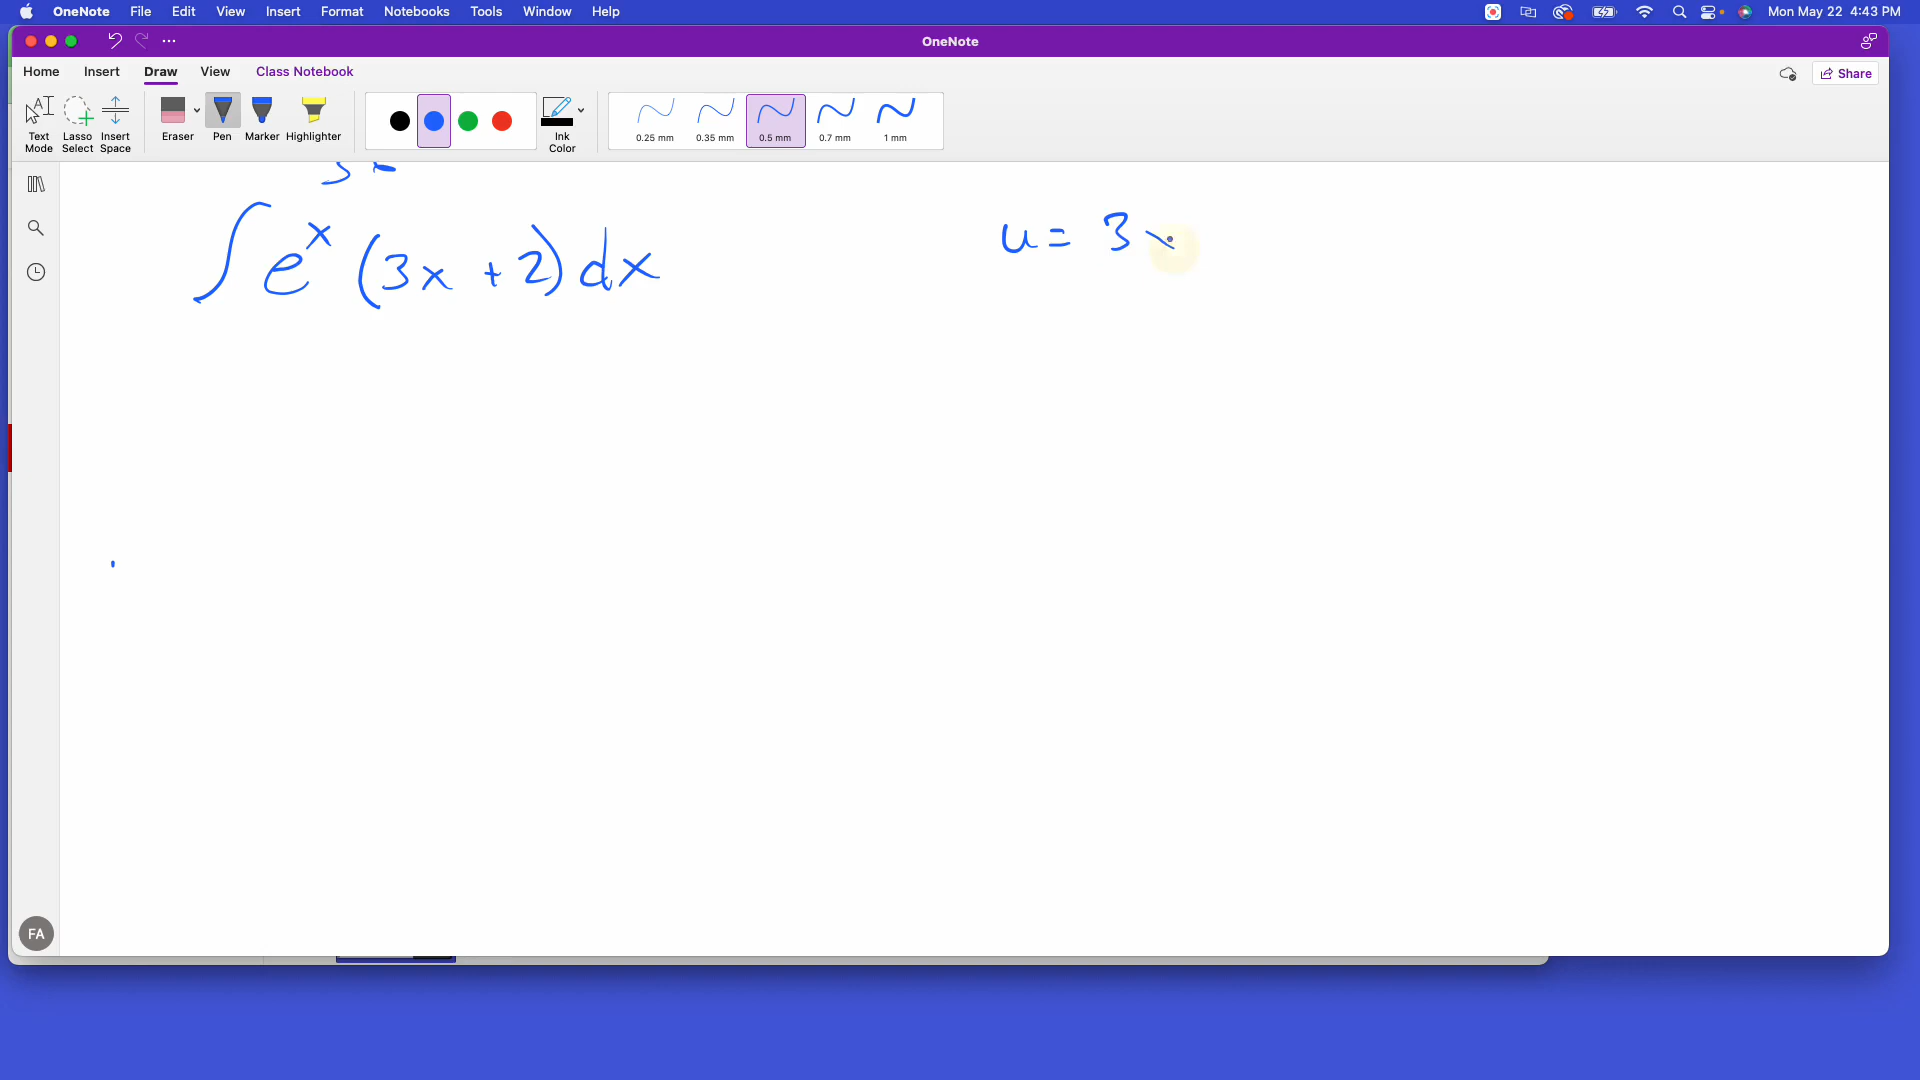 OneNote File Edit View Insert Format Notebooks Tools Window Help Mon May 22 4:43 PM
OneNote
Home Insert Draw View Class Notebook Share
Text Mode Lasso Select Insert Space Eraser Pen Marker Highlighter Ink Color 0.25 mm 0.35 mm 0.5 mm 0.7 mm 1 mm
∫ e^x (3x + 2) dx u = 3
FA